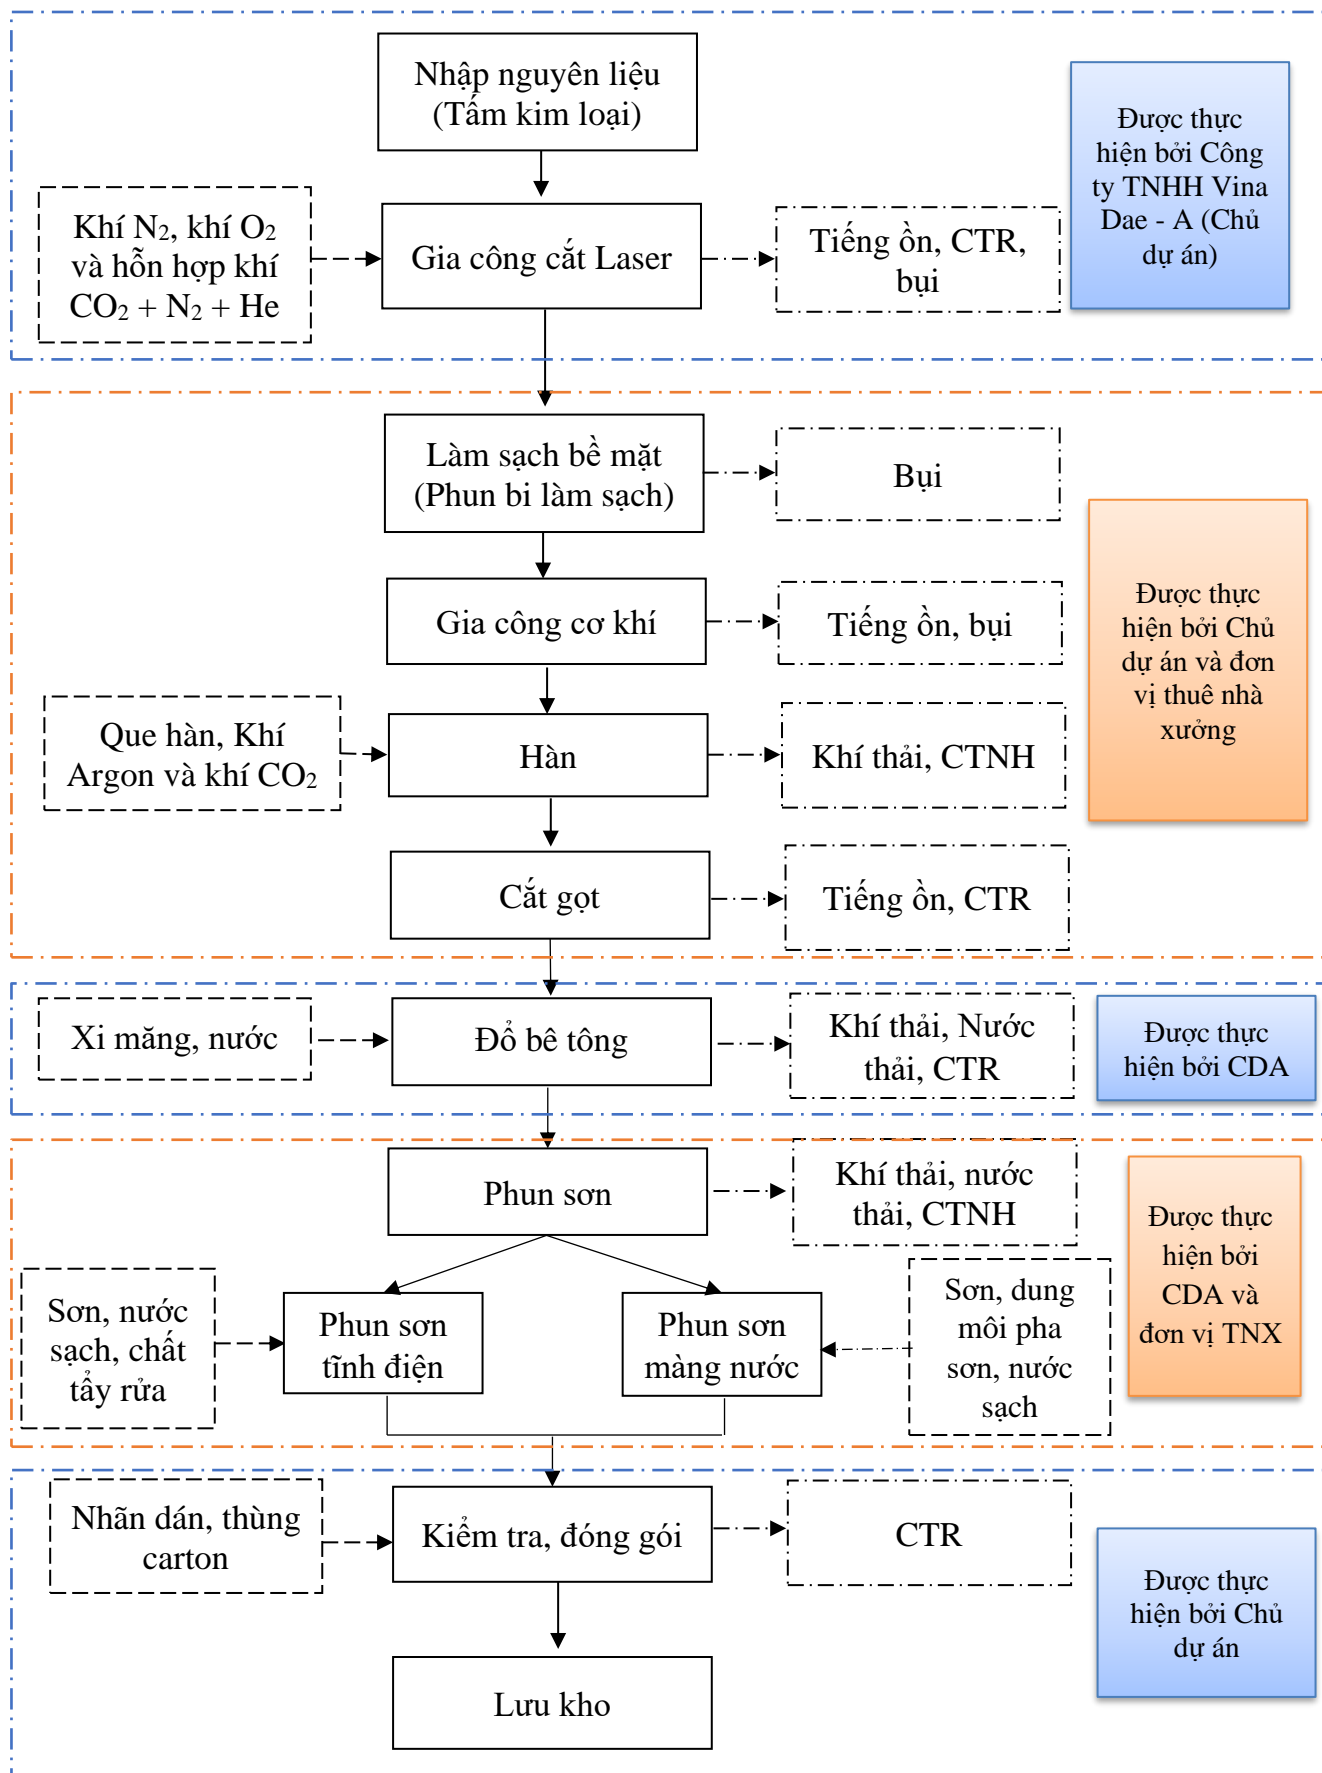 Nhập nguyên liệu
(Tấm kim loại)
Được thực
hiện bởi Công
ty TNHH Vina
Dae - A (Chủ
dự án)
Khí N₂, khí O₂
và hỗn hợp khí
CO₂ + N₂ + He
Gia công cắt Laser
Tiếng ồn, CTR,
bụi
Làm sạch bề mặt
(Phun bi làm sạch)
Bụi
Gia công cơ khí
Tiếng ồn, bụi
Được thực
hiện bởi Chủ
dự án và đơn
vị thuê nhà
xưởng
Que hàn, Khí
Argon và khí CO₂
Hàn
Khí thải, CTNH
Cắt gọt
Tiếng ồn, CTR
Xi măng, nước
Đổ bê tông
Khí thải, Nước
thải, CTR
Được thực
hiện bởi CDA
Phun sơn
Khí thải, nước
thải, CTNH
Được thực
hiện bởi
CDA và
đơn vị TNX
Sơn, nước
sạch, chất
tẩy rửa
Phun sơn
tĩnh điện
Phun sơn
màng nước
Sơn, dung
môi pha
sơn, nước
sạch
Nhãn dán, thùng
carton
Kiểm tra, đóng gói
CTR
Được thực
hiện bởi Chủ
dự án
Lưu kho